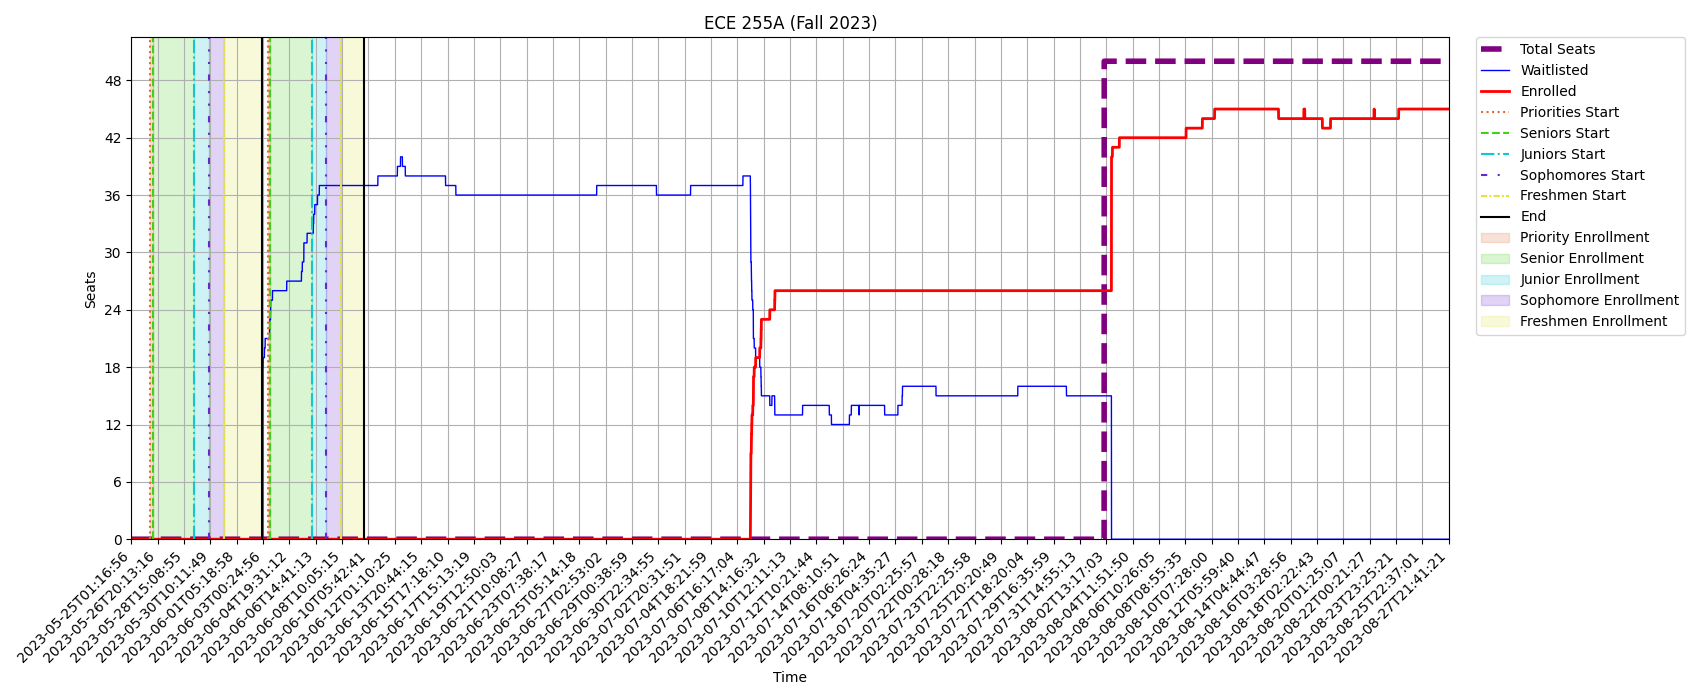 ECE 255A (Fall 2023)
Seats
48
42
36
30
24
18
12
6
0
2023-05-25T01:16:56
2023-05-26T20:13:16
2023-05-28T15:08:55
2023-05-30T10:11:49
2023-06-01T05:18:58
2023-06-03T00:24:56
2023-06-04T19:31:12
2023-06-06T14:41:13
2023-06-08T10:05:15
2023-06-10T05:42:41
2023-06-12T01:10:25
2023-06-13T20:44:15
2023-06-15T17:18:10
2023-06-17T15:13:19
2023-06-19T12:50:03
2023-06-21T10:08:27
2023-06-23T07:38:17
2023-06-25T05:14:18
2023-06-27T02:53:02
2023-06-29T00:38:59
2023-06-30T22:34:55
2023-07-02T20:31:51
2023-07-04T18:21:59
2023-07-06T16:17:04
2023-07-08T14:16:32
2023-07-10T12:11:13
2023-07-12T10:21:44
2023-07-14T08:10:51
2023-07-16T06:26:24
2023-07-18T04:35:27
2023-07-20T02:25:57
2023-07-22T00:28:18
2023-07-23T22:25:58
2023-07-25T20:20:49
2023-07-27T18:20:04
2023-07-29T16:35:59
2023-07-31T14:55:13
2023-08-02T13:17:03
2023-08-04T11:51:50
2023-08-06T10:26:05
2023-08-08T08:55:35
2023-08-10T07:28:00
2023-08-12T05:59:40
2023-08-14T04:44:47
2023-08-16T03:28:56
2023-08-18T02:22:43
2023-08-20T01:25:07
2023-08-22T00:21:27
2023-08-23T23:25:21
2023-08-25T22:37:01
2023-08-27T21:41:21
Time
Total Seats
Waitlisted
Enrolled
Priorities Start
Seniors Start
Juniors Start
Sophomores Start
Freshmen Start
End
Priority Enrollment
Senior Enrollment
Junior Enrollment
Sophomore Enrollment
Freshmen Enrollment